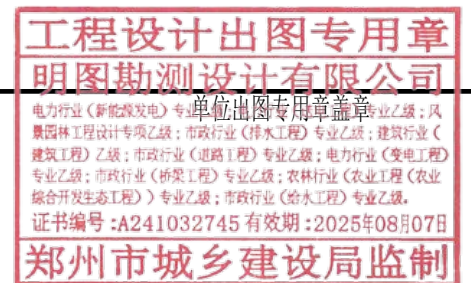 工程设计出图专用章
明图勘测设计有限公司
单位出图专用章盖章
电力行业（新能源发电）专业乙级；风
景园林工程设计专项乙级；市政行业（排水工程）专业乙级；建筑行业（
建筑工程）乙级；市政行业（道路工程）专业乙级；电力行业（变电工程）
专业乙级；市政行业（桥梁工程）专业乙级；农林行业（农业工程（农业
综合开发生态工程））专业乙级；市政行业（给水工程）专业乙级。
证书编号:A241032745 有效期:2025年08月07日
郑州市城乡建设局监制